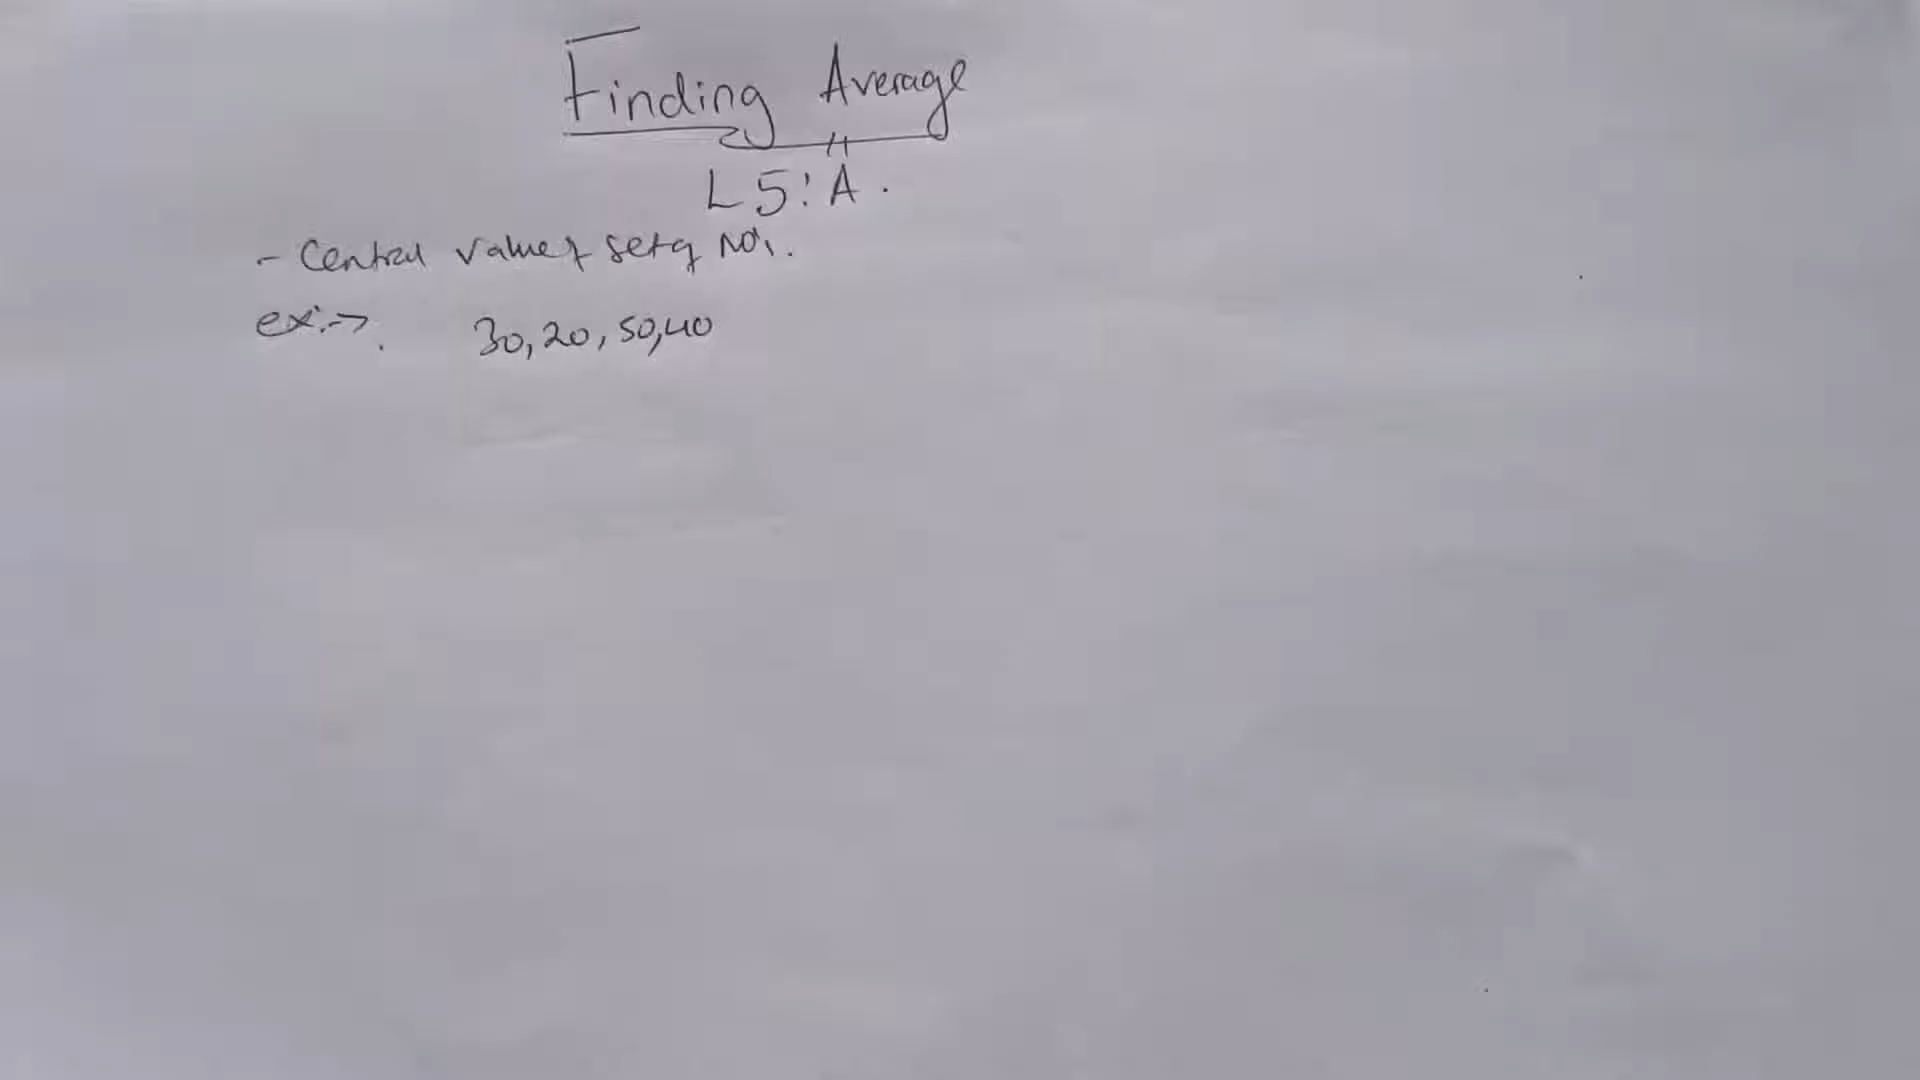 Finding Average
L5:A.
- Central value of set of No's.
ex:->. 30, 20, 50, 40